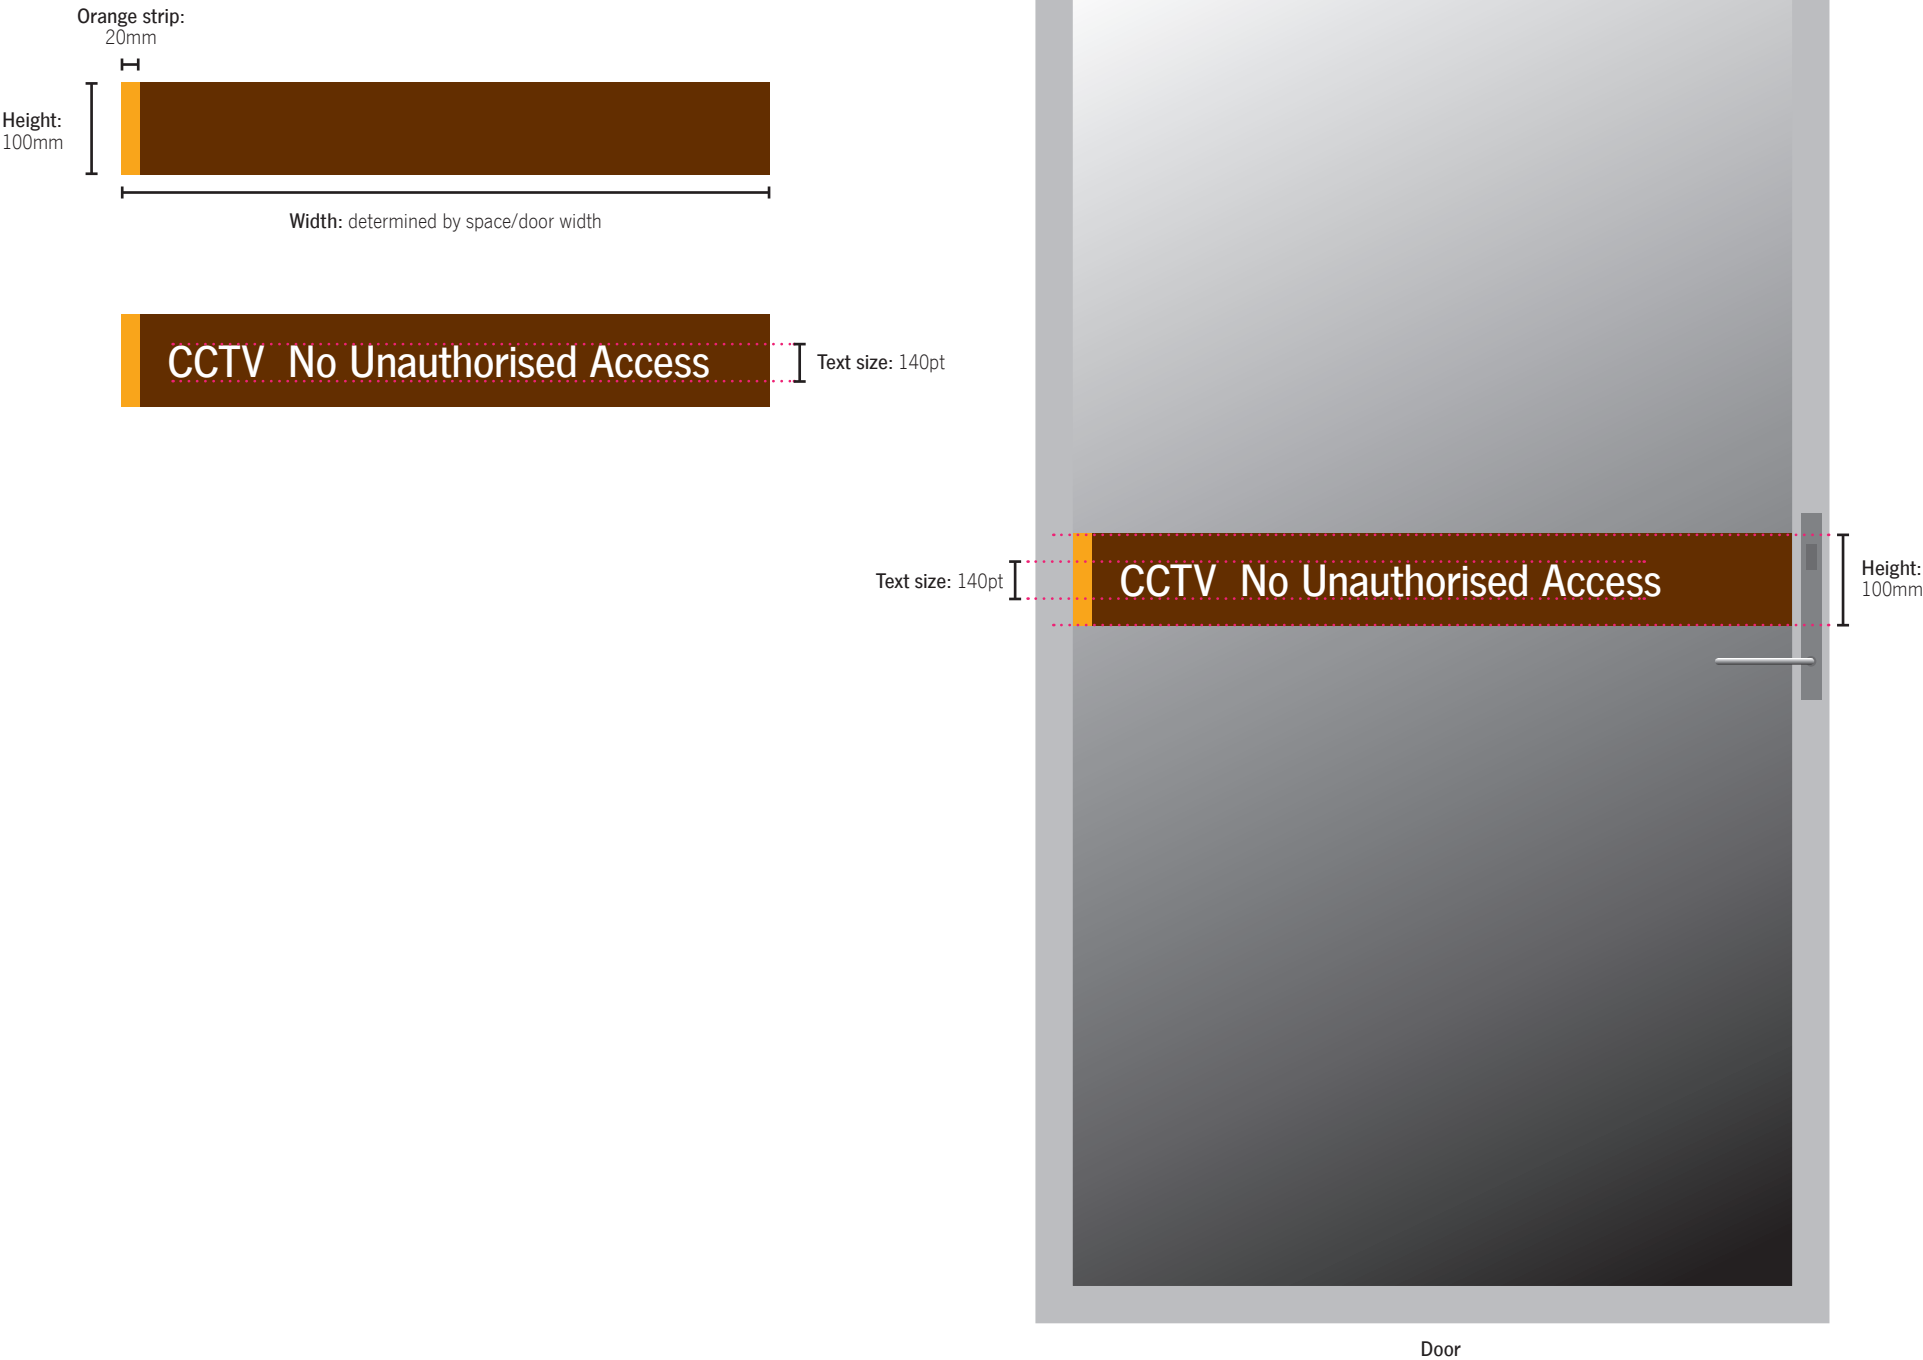 Orange strip:
20mm
Height:
100mm
Width: determined by space/door width
CCTV  No Unauthorised Access
Text size: 140pt
Text size: 140pt
CCTV  No Unauthorised Access
Height:
100mm
Door